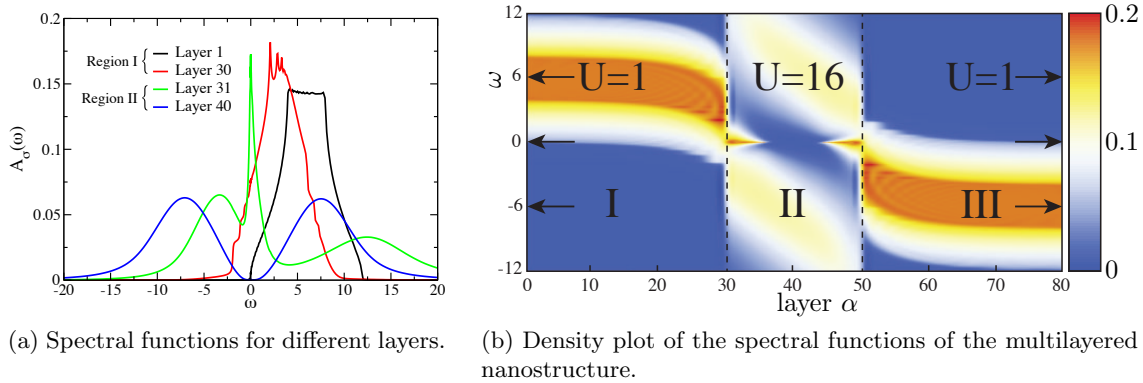 0.2
0.15
0.1
0.05
0
-20 -15 -10 -5 0 5 10 15 20
ω
Aσ(ω)
Region I { Layer 1
Layer 30
Region II { Layer 31
Layer 40
(a) Spectral functions for different layers.
12
6
0
-6
-12
ω
U=1 U=16 U=1
I II III
0 10 20 30 40 50 60 70 80
layer α
0.2
0.1
0
(b) Density plot of the spectral functions of the multilayered
nanostructure.